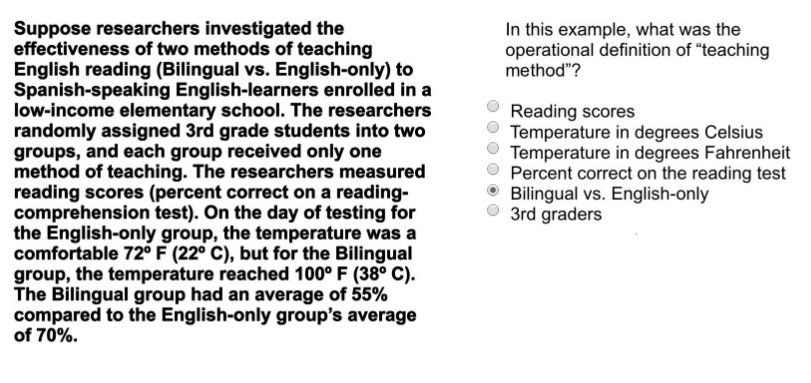 Suppose researchers investigated the
effectiveness of two methods of teaching
English reading (Bilingual vs. English-only) to
Spanish-speaking English-learners enrolled in a
low-income elementary school. The researchers
randomly assigned 3rd grade students into two
groups, and each group received only one
method of teaching. The researchers measured
reading scores (percent correct on a reading-
comprehension test). On the day of testing for
the English-only group, the temperature was a
comfortable 72º F (22º C), but for the Bilingual
group, the temperature reached 100º F (38º C).
The Bilingual group had an average of 55%
compared to the English-only group’s average
of 70%.
In this example, what was the
operational definition of “teaching
method”?
Reading scores
Temperature in degrees Celsius
Temperature in degrees Fahrenheit
Percent correct on the reading test
Bilingual vs. English-only
3rd graders